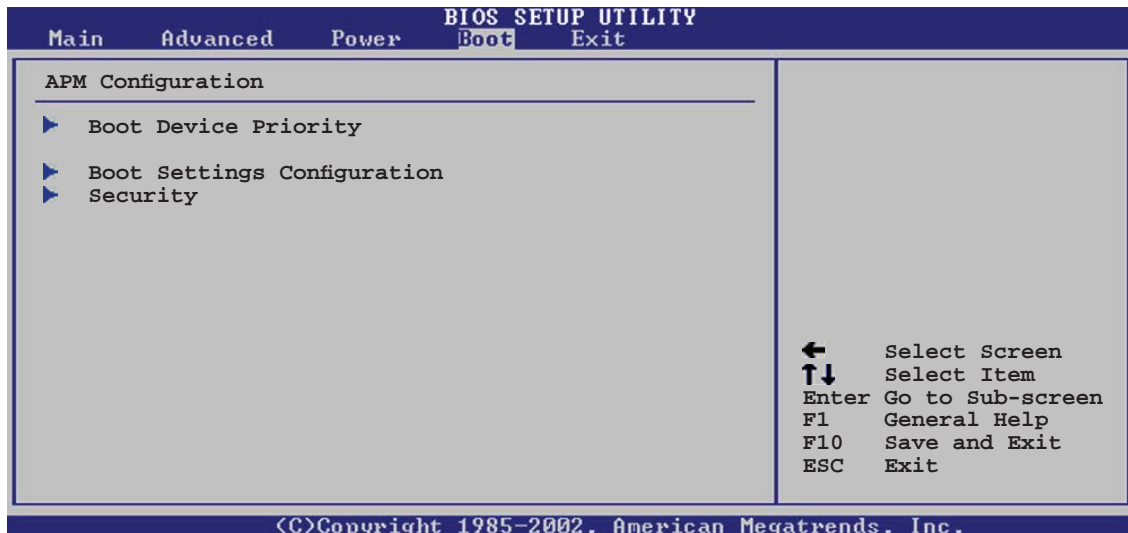 BIOS SETUP UTILITY
Main Advanced Power Boot Exit
APM Configuration
Boot Device Priority
Boot Settings Configuration
Security
← Select Screen
↑↓ Select Item
Enter Go to Sub-screen
F1 General Help
F10 Save and Exit
ESC Exit
(C)Copyright 1985-2002, American Megatrends, Inc.